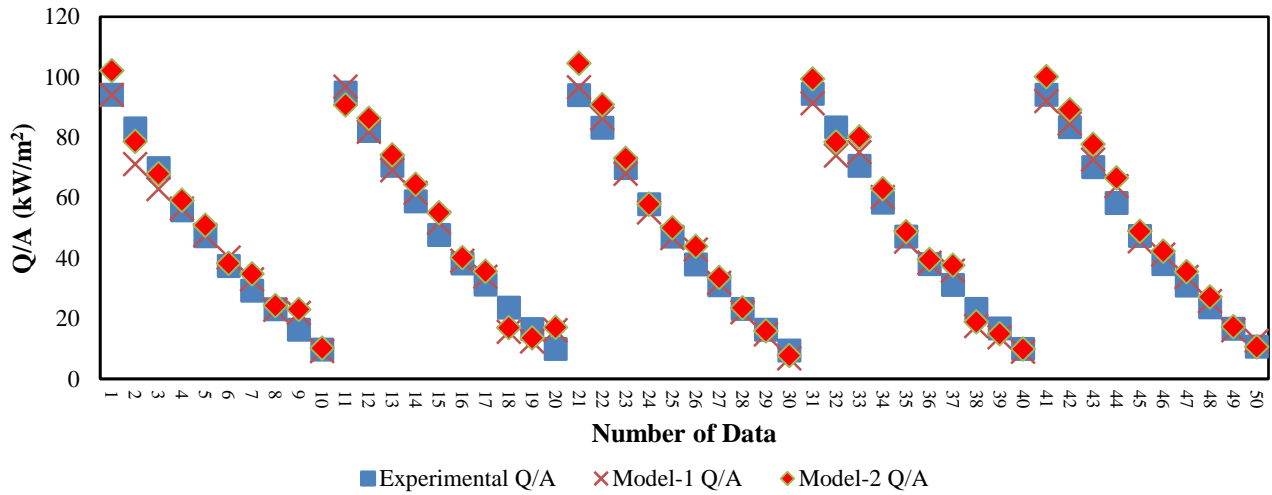 120
100
80
60
40
20
0
Q/A (kW/m²)
1 2 3 4 5 6 7 8 9 10 11 12 13 14 15 16 17 18 19 20 21 22 23 24 25 26 27 28 29 30 31 32 33 34 35 36 37 38 39 40 41 42 43 44 45 46 47 48 49 50
Number of Data
Experimental Q/A Model-1 Q/A Model-2 Q/A